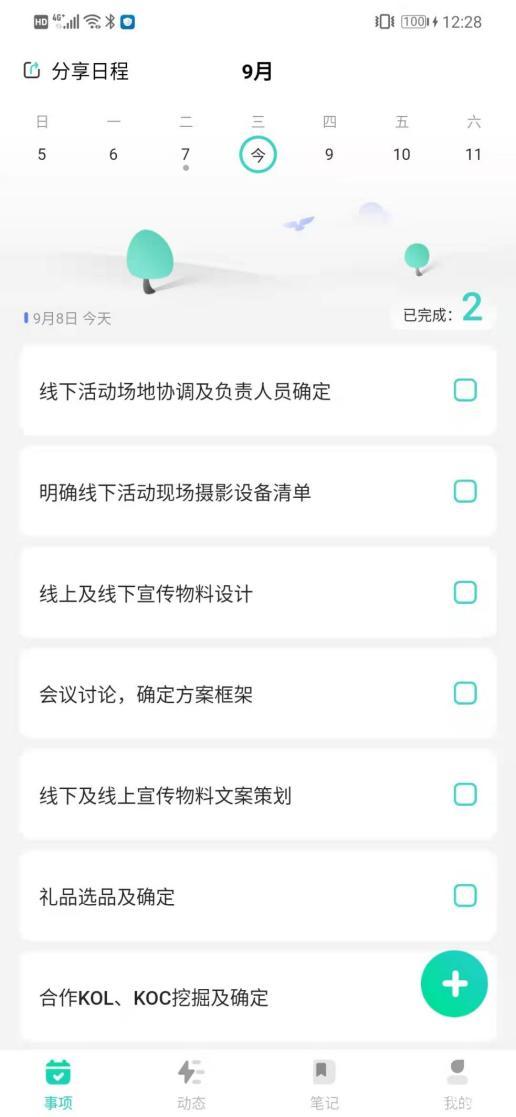 HD 4G+ 100 12:28
分享日程 9月
日 一 二 三 四 五 六
5 6 7 今 9 10 11
9月8日 今天 已完成：2
线下活动场地协调及负责人员确定
明确线下活动现场摄影设备清单
线上及线下宣传物料设计
会议讨论，确定方案框架
线下及线上宣传物料文案策划
礼品选品及确定
合作KOL、KOC挖掘及确定
事项 动态 笔记 我的